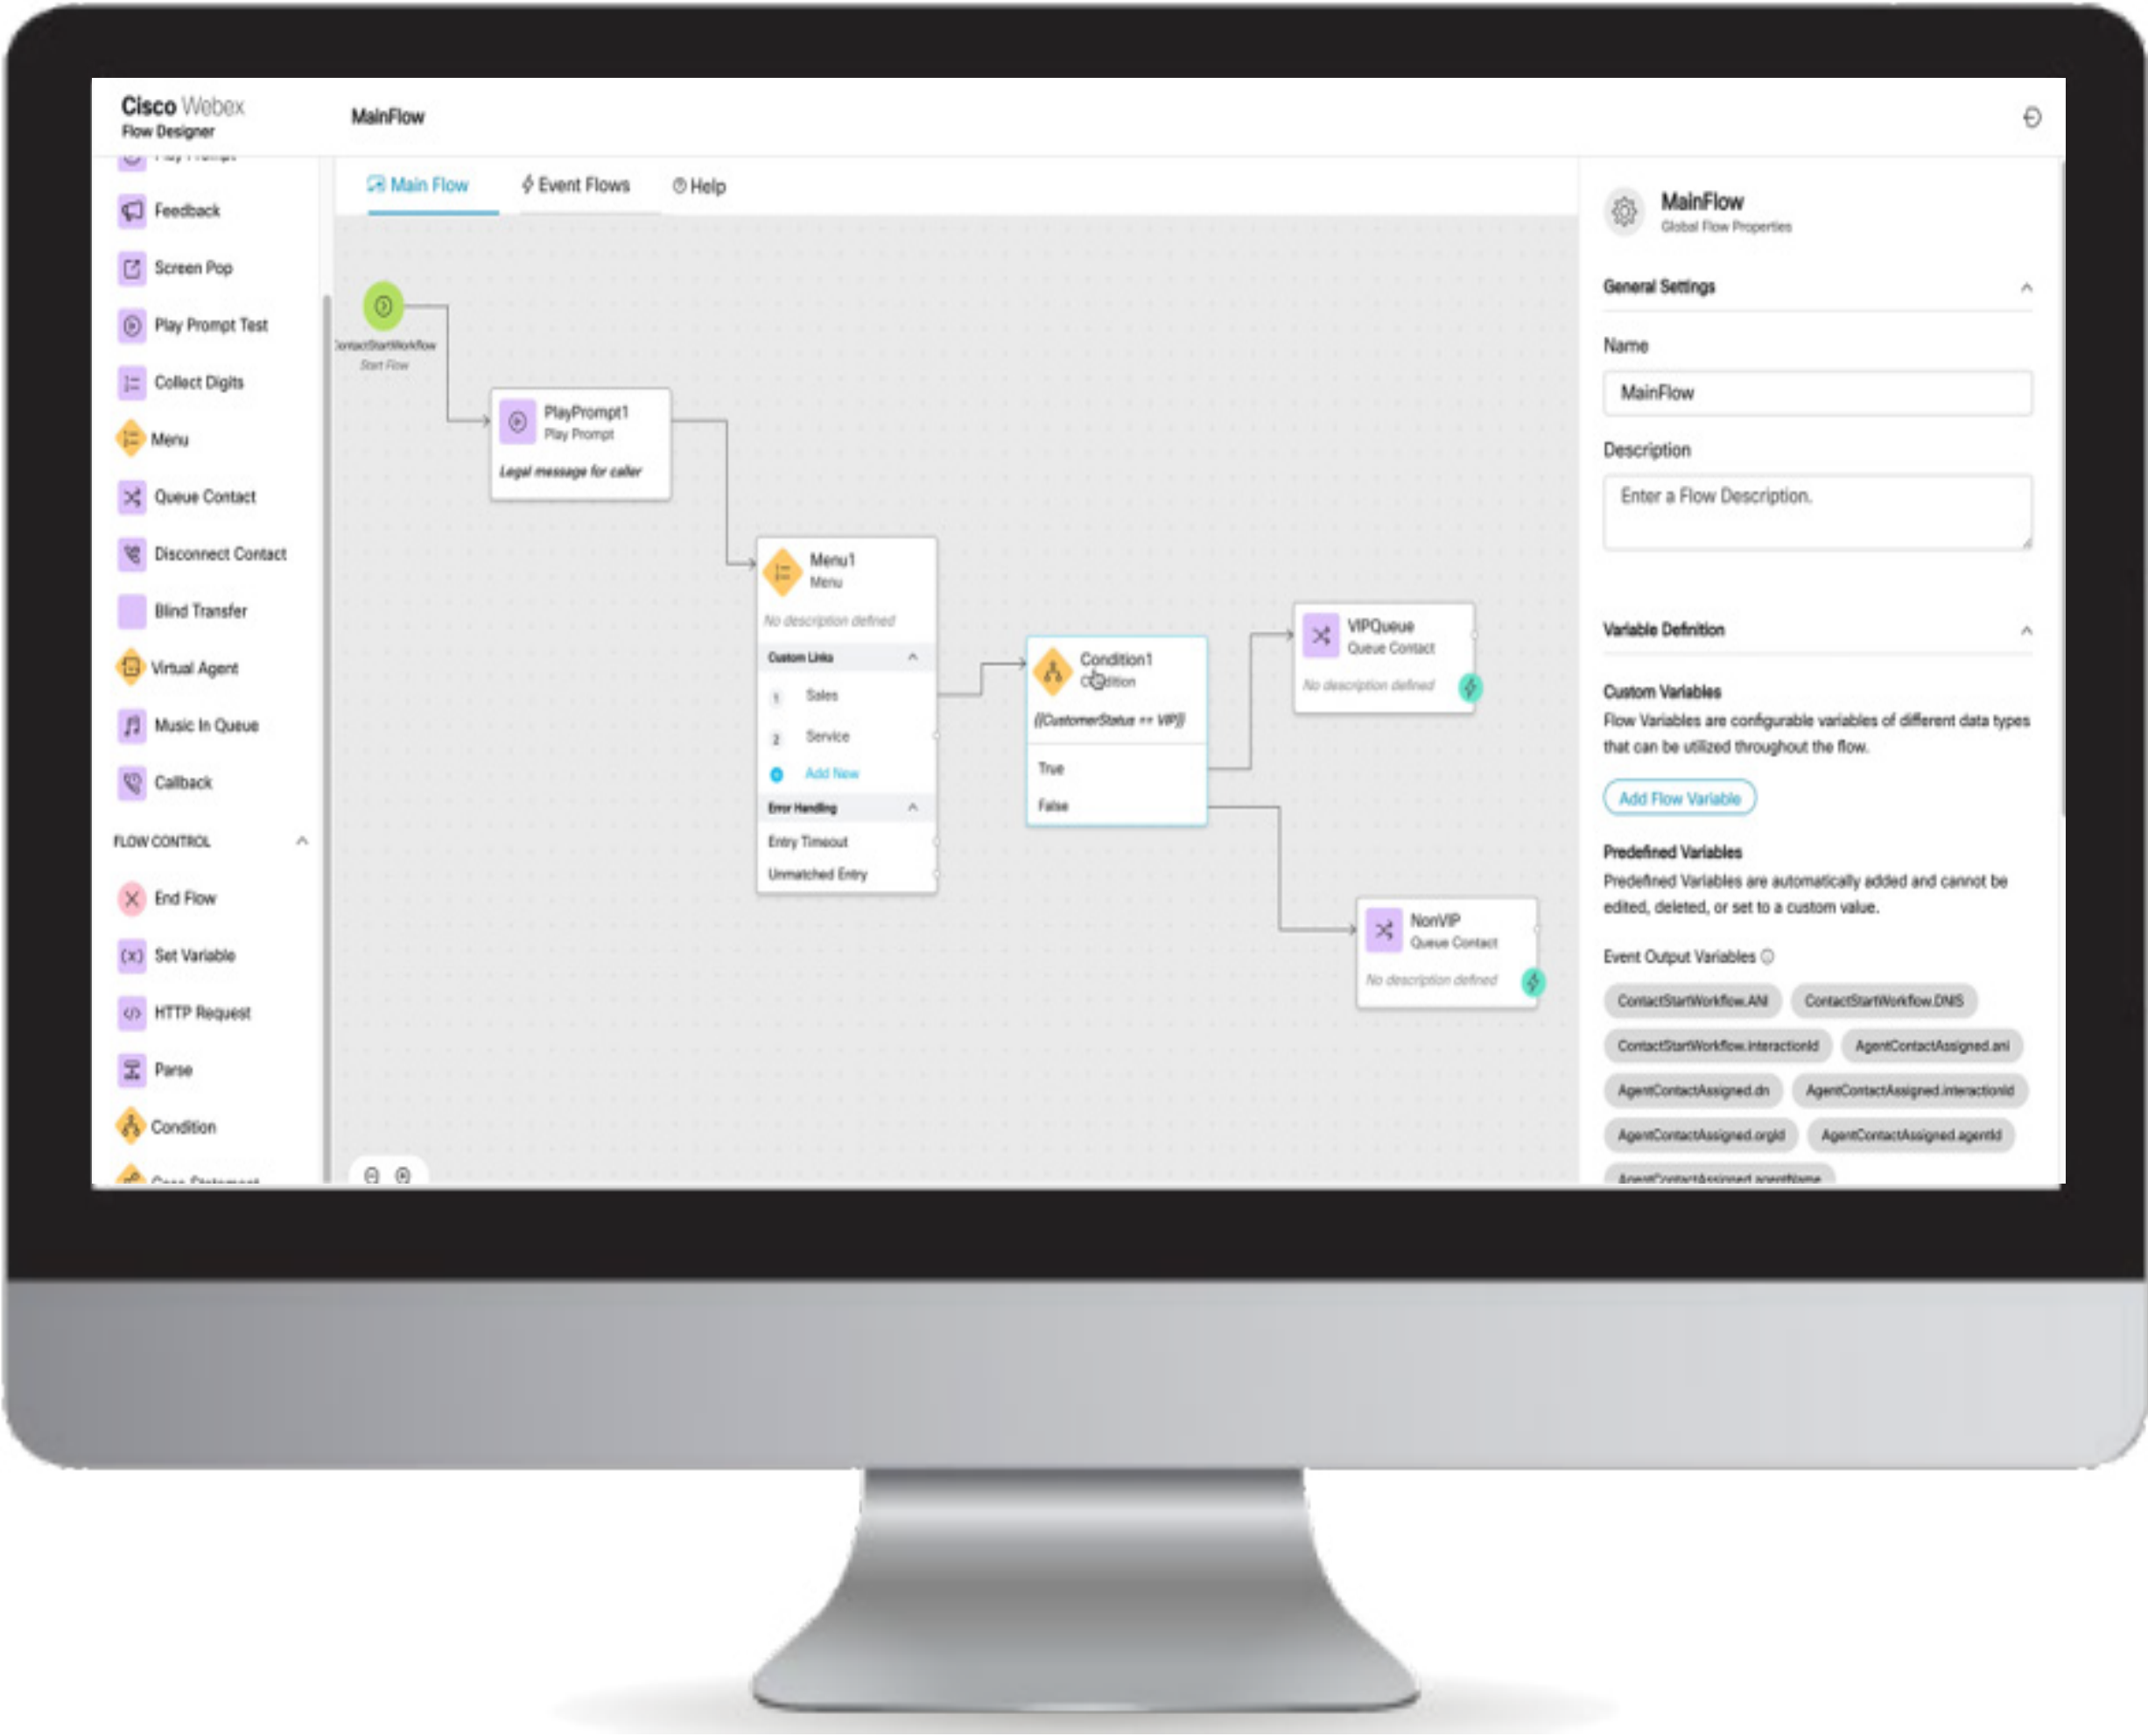 Cisco Webex
Flow Designer
MainFlow
Play Prompt
Feedback
Screen Pop
Play Prompt Test
Collect Digits
Menu
Queue Contact
Disconnect Contact
Blind Transfer
Virtual Agent
Music In Queue
Callback
FLOW CONTROL
End Flow
Set Variable
HTTP Request
Parse
Condition
Case Statement
Main Flow
Event Flows
Help
ContactStartWorkflow
Start Flow
PlayPrompt1
Play Prompt
Legal message for caller
Menu1
Menu
No description defined
Custom Links
1 Sales
2 Service
Add New
Error Handling
Entry Timeout
Unmatched Entry
Condition1
Condition
{{CustomerStatus == VIP}}
True
False
VIPQueue
Queue Contact
No description defined
NonVIP
Queue Contact
No description defined
MainFlow
Global Flow Properties
General Settings
Name
MainFlow
Description
Enter a Flow Description.
Variable Definition
Custom Variables
Flow Variables are configurable variables of different data types
that can be utilized throughout the flow.
Add Flow Variable
Predefined Variables
Predefined Variables are automatically added and cannot be
edited, deleted, or set to a custom value.
Event Output Variables
ContactStartWorkflow.ANI ContactStartWorkflow.DNIS
ContactStartWorkflow.interactionId AgentContactAssigned.ani
AgentContactAssigned.dn AgentContactAssigned.interactionId
AgentContactAssigned.orgId AgentContactAssigned.agentId
AgentContactAssigned.agentName